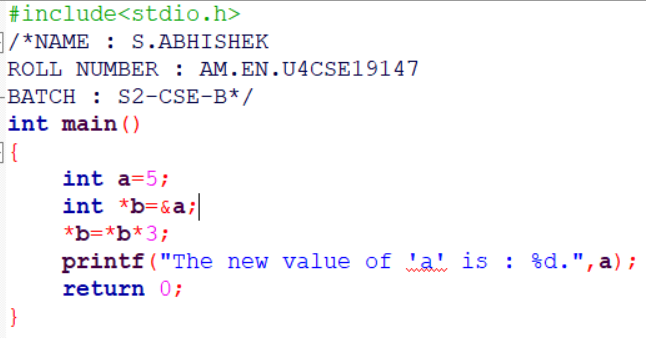 #include<stdio.h>
/*NAME : S.ABHISHEK
ROLL NUMBER : AM.EN.U4CSE19147
BATCH : S2-CSE-B*/
int main()
{
    int a=5;
    int *b=&a;
    *b=*b*3;
    printf("The new value of 'a' is : %d.",a);
    return 0;
}